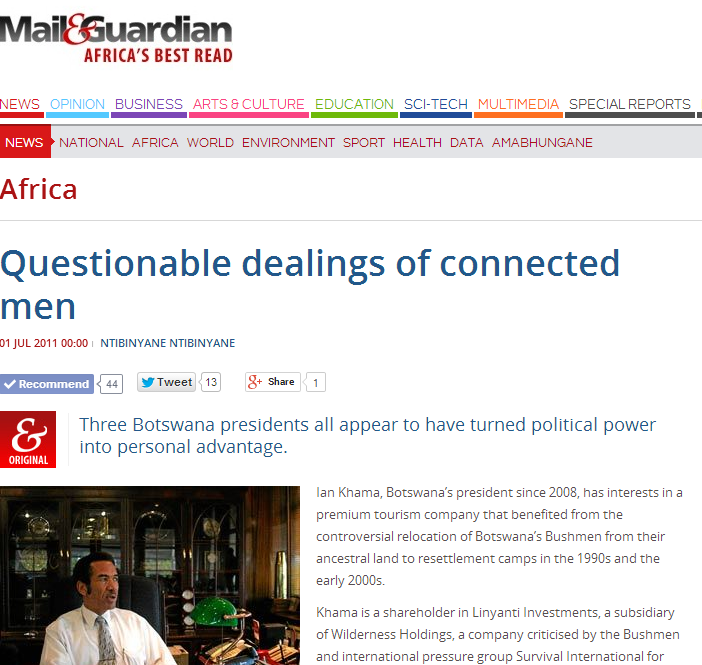 Mail&Guardian
AFRICA'S BEST READ
NEWS OPINION BUSINESS ARTS & CULTURE EDUCATION SCI-TECH MULTIMEDIA SPECIAL REPORTS
NEWS NATIONAL AFRICA WORLD ENVIRONMENT SPORT HEALTH DATA AMABHUNGANE
Africa
Questionable dealings of connected
men
01 JUL 2011 00:00 | NTIBINYANE NTIBINYANE
Recommend 44 Tweet 13 g+ Share 1
& ORIGINAL
Three Botswana presidents all appear to have turned political power
into personal advantage.
Ian Khama, Botswana’s president since 2008, has interests in a
premium tourism company that benefited from the
controversial relocation of Botswana’s Bushmen from their
ancestral land to resettlement camps in the 1990s and the
early 2000s.
Khama is a shareholder in Linyanti Investments, a subsidiary
of Wilderness Holdings, a company criticised by the Bushmen
and international pressure group Survival International for